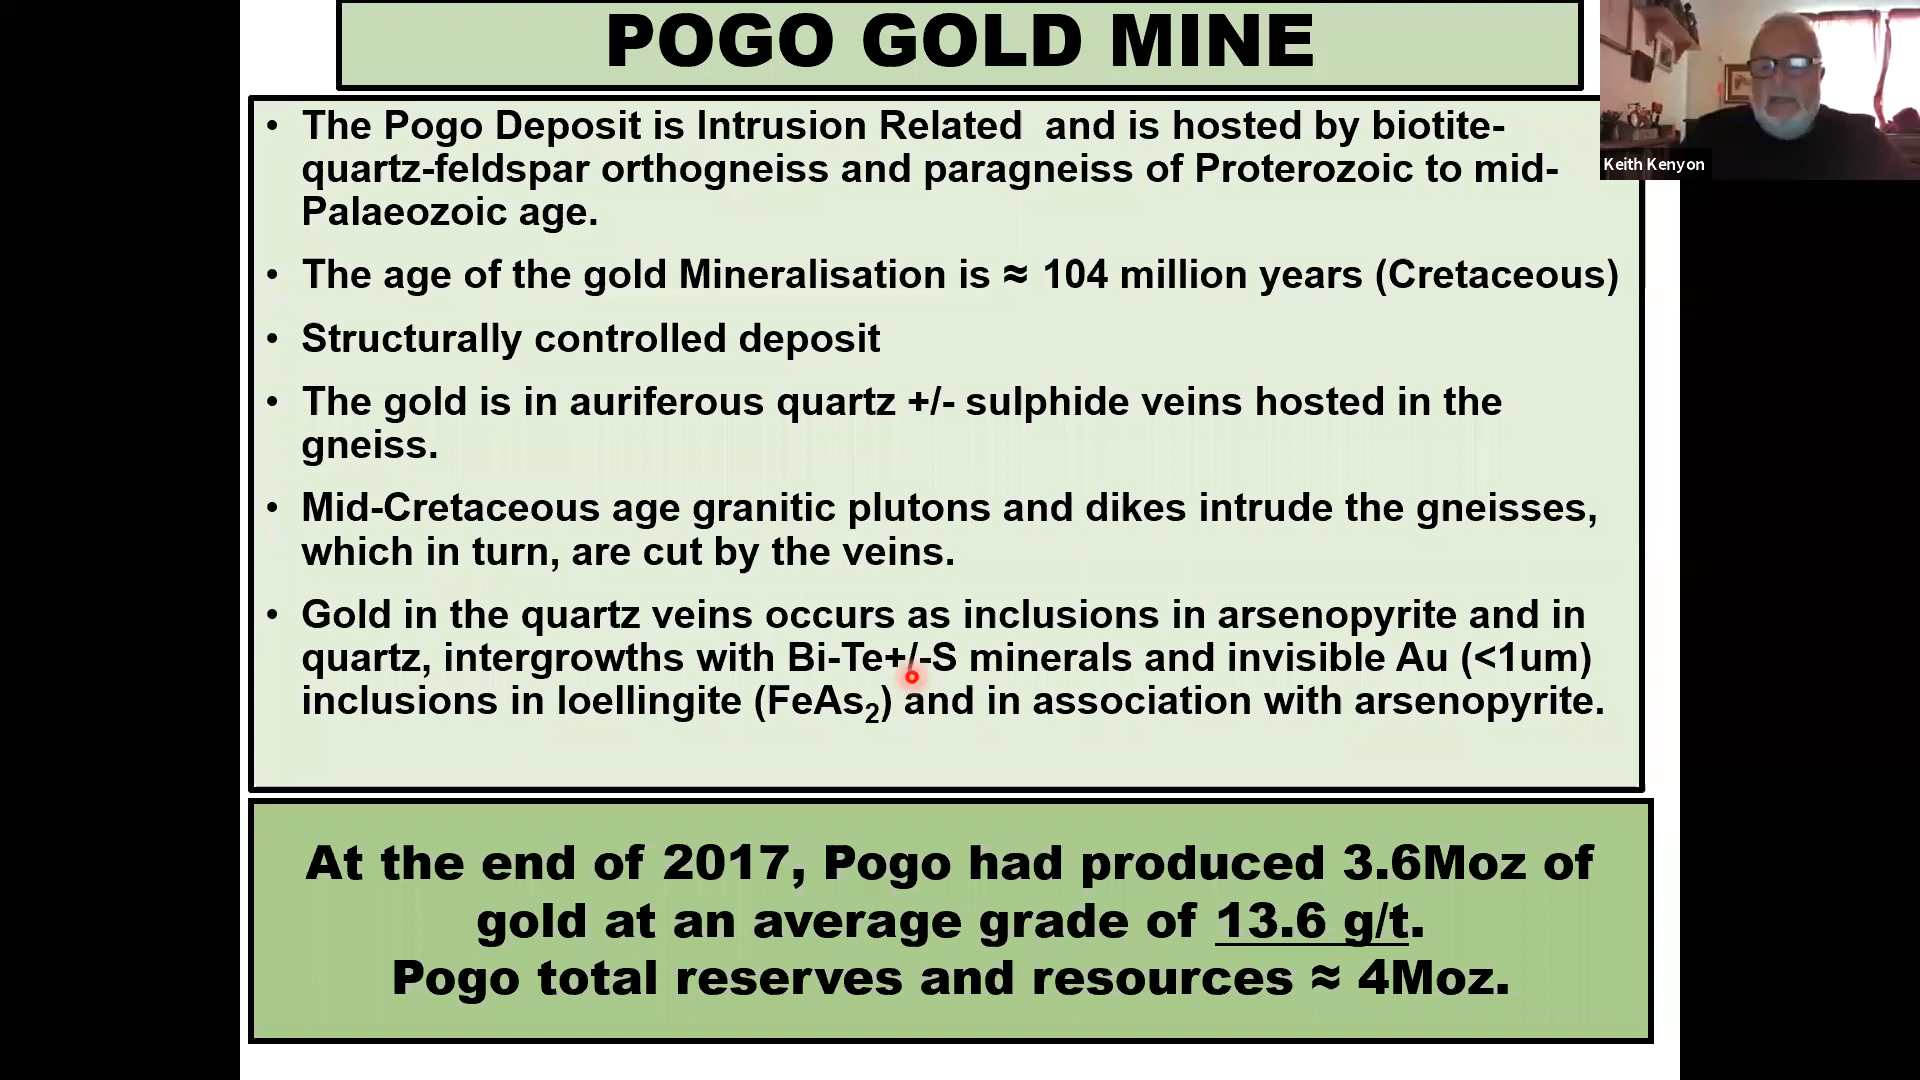 POGO GOLD MINE
• The Pogo Deposit is Intrusion Related  and is hosted by biotite-
quartz-feldspar orthogneiss and paragneiss of Proterozoic to mid-
Palaeozoic age.
• The age of the gold Mineralisation is ≈ 104 million years (Cretaceous)
• Structurally controlled deposit
• The gold is in auriferous quartz +/- sulphide veins hosted in the
gneiss.
• Mid-Cretaceous age granitic plutons and dikes intrude the gneisses,
which in turn, are cut by the veins.
• Gold in the quartz veins occurs as inclusions in arsenopyrite and in
quartz, intergrowths with Bi-Te+/-S minerals and invisible Au (<1um)
inclusions in loellingite (FeAs₂) and in association with arsenopyrite.
At the end of 2017, Pogo had produced 3.6Moz of
gold at an average grade of 13.6 g/t.
Pogo total reserves and resources ≈ 4Moz.
Keith Kenyon